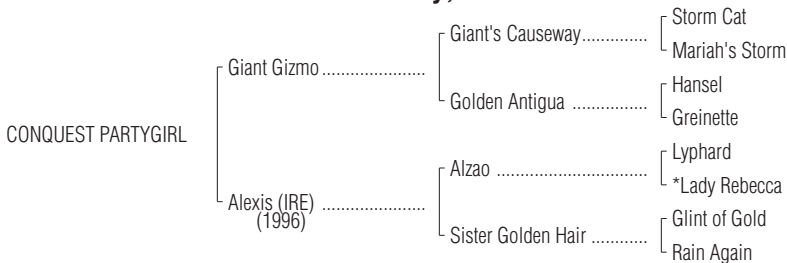 Storm Cat
Giant's Causeway..............
Mariah's Storm
Giant Gizmo ......................
Hansel
Golden Antigua ................
Greinette
CONQUEST PARTYGIRL
Lyphard
Alzao ..............................
*Lady Rebecca
Alexis (IRE) ......................
(1996)
Glint of Gold
Sister Golden Hair ............
Rain Again